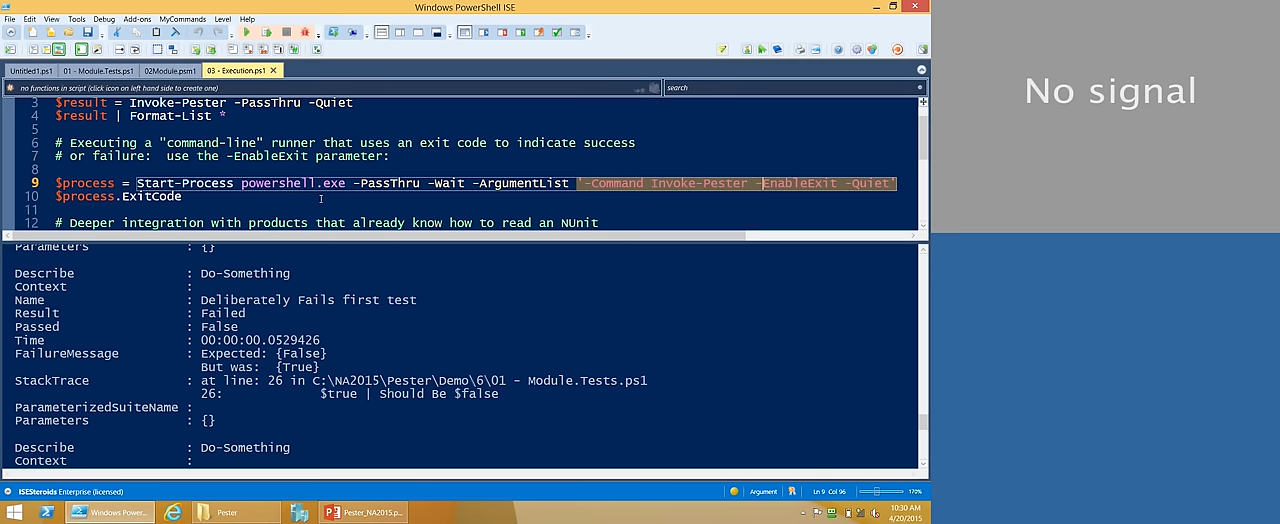 Windows PowerShell ISE
File Edit View Tools Debug Add-ons MyCommands Level Help
Untitled1.ps1 01 - Module.Tests.ps1 02Module.psm1 03 - Execution.ps1
no functions in script (click icon on left hand side to create one) search
3 $result = Invoke-Pester -PassThru -Quiet
4 $result | Format-List *
5
6 # Executing a "command-line" runner that uses an exit code to indicate success
7 # or failure: use the -EnableExit parameter:
8
9 $process = Start-Process powershell.exe -PassThru -Wait -ArgumentList '-Command Invoke-Pester -EnableExit -Quiet'
10 $process.ExitCode
11
12 # Deeper integration with products that already know how to read an NUnit
Parameters : {}
Describe : Do-Something
Context :
Name : Deliberately Fails first test
Result : Failed
Passed : False
Time : 00:00:00.0529426
FailureMessage : Expected: {False}
But was: {True}
StackTrace : at line: 26 in C:\NA2015\Pester\Demo\6\01 - Module.Tests.ps1
26: $true | Should Be $false
ParameterizedSuiteName :
Parameters : {}
Describe : Do-Something
Context :
ISESteroids Enterprise (licensed) Argument Ln 9 Col 96 170%
Windows Power... Pester Pester_NA2015.p... 10:30 AM
4/20/2015
No signal